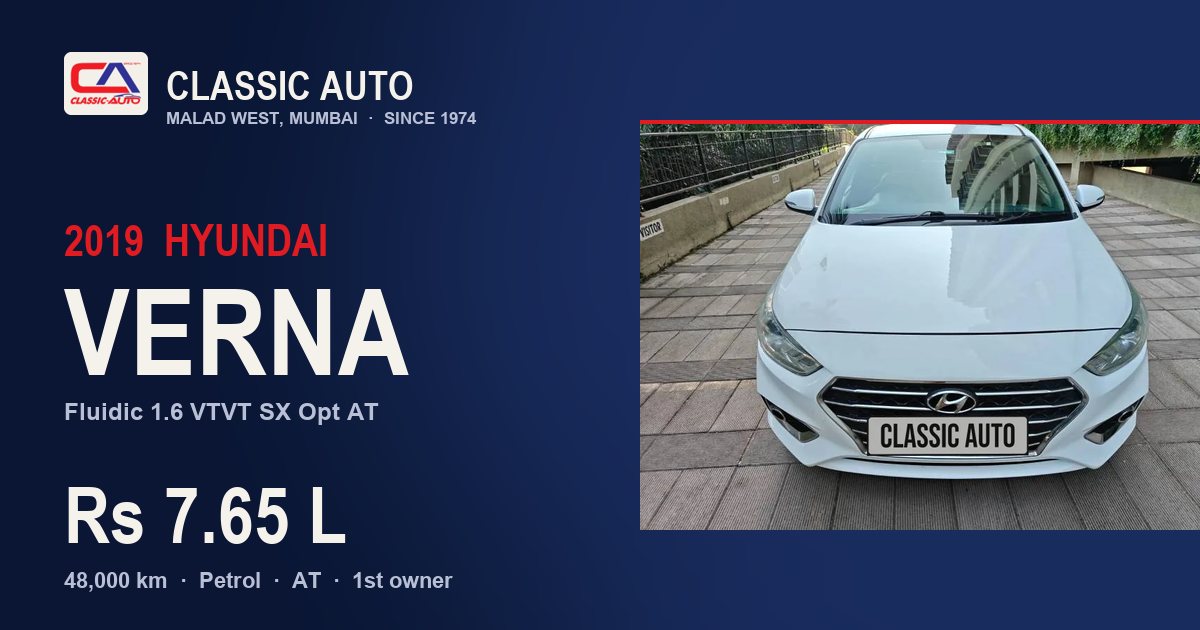 CLASSIC-AUTO
CLASSIC AUTO
MALAD WEST, MUMBAI · SINCE 1974
2019 HYUNDAI
VERNA
Fluidic 1.6 VTVT SX Opt AT
Rs 7.65 L
48,000 km · Petrol · AT · 1st owner
VISITOR
CLASSIC AUTO